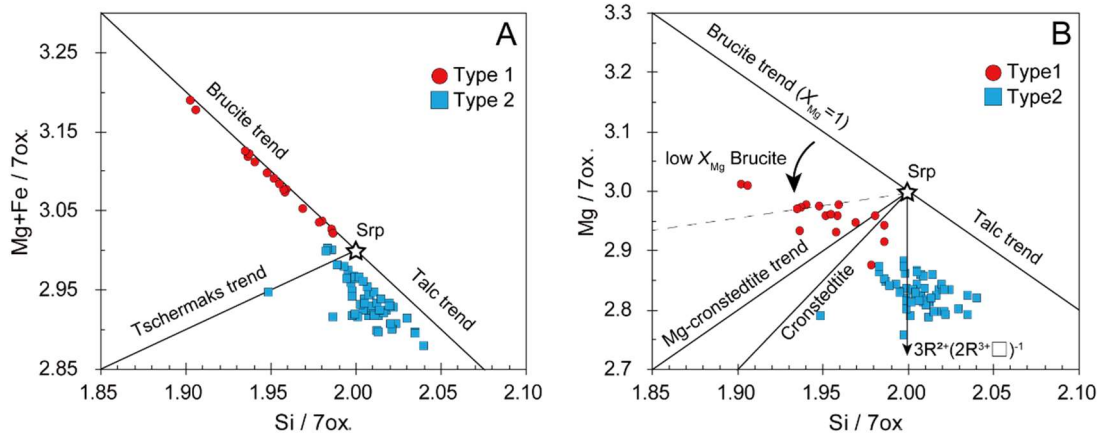 A
Type 1
Type 2
Brucite trend
Srp
Tschermaks trend
Talc trend
Mg+Fe / 7ox.
3.25
3.15
3.05
2.95
2.85
1.85
1.90
1.95
2.00
2.05
2.10
Si / 7ox.
B
Type1
Type2
Brucite trend (XMg =1)
low XMg Brucite
Srp
Talc trend
Mg-cronstedtite trend
Cronstedtite
3R2+(2R3+□)-1
Mg / 7ox.
3.3
3.2
3.1
3.0
2.9
2.8
2.7
1.85
1.90
1.95
2.00
2.05
2.10
Si / 7ox.